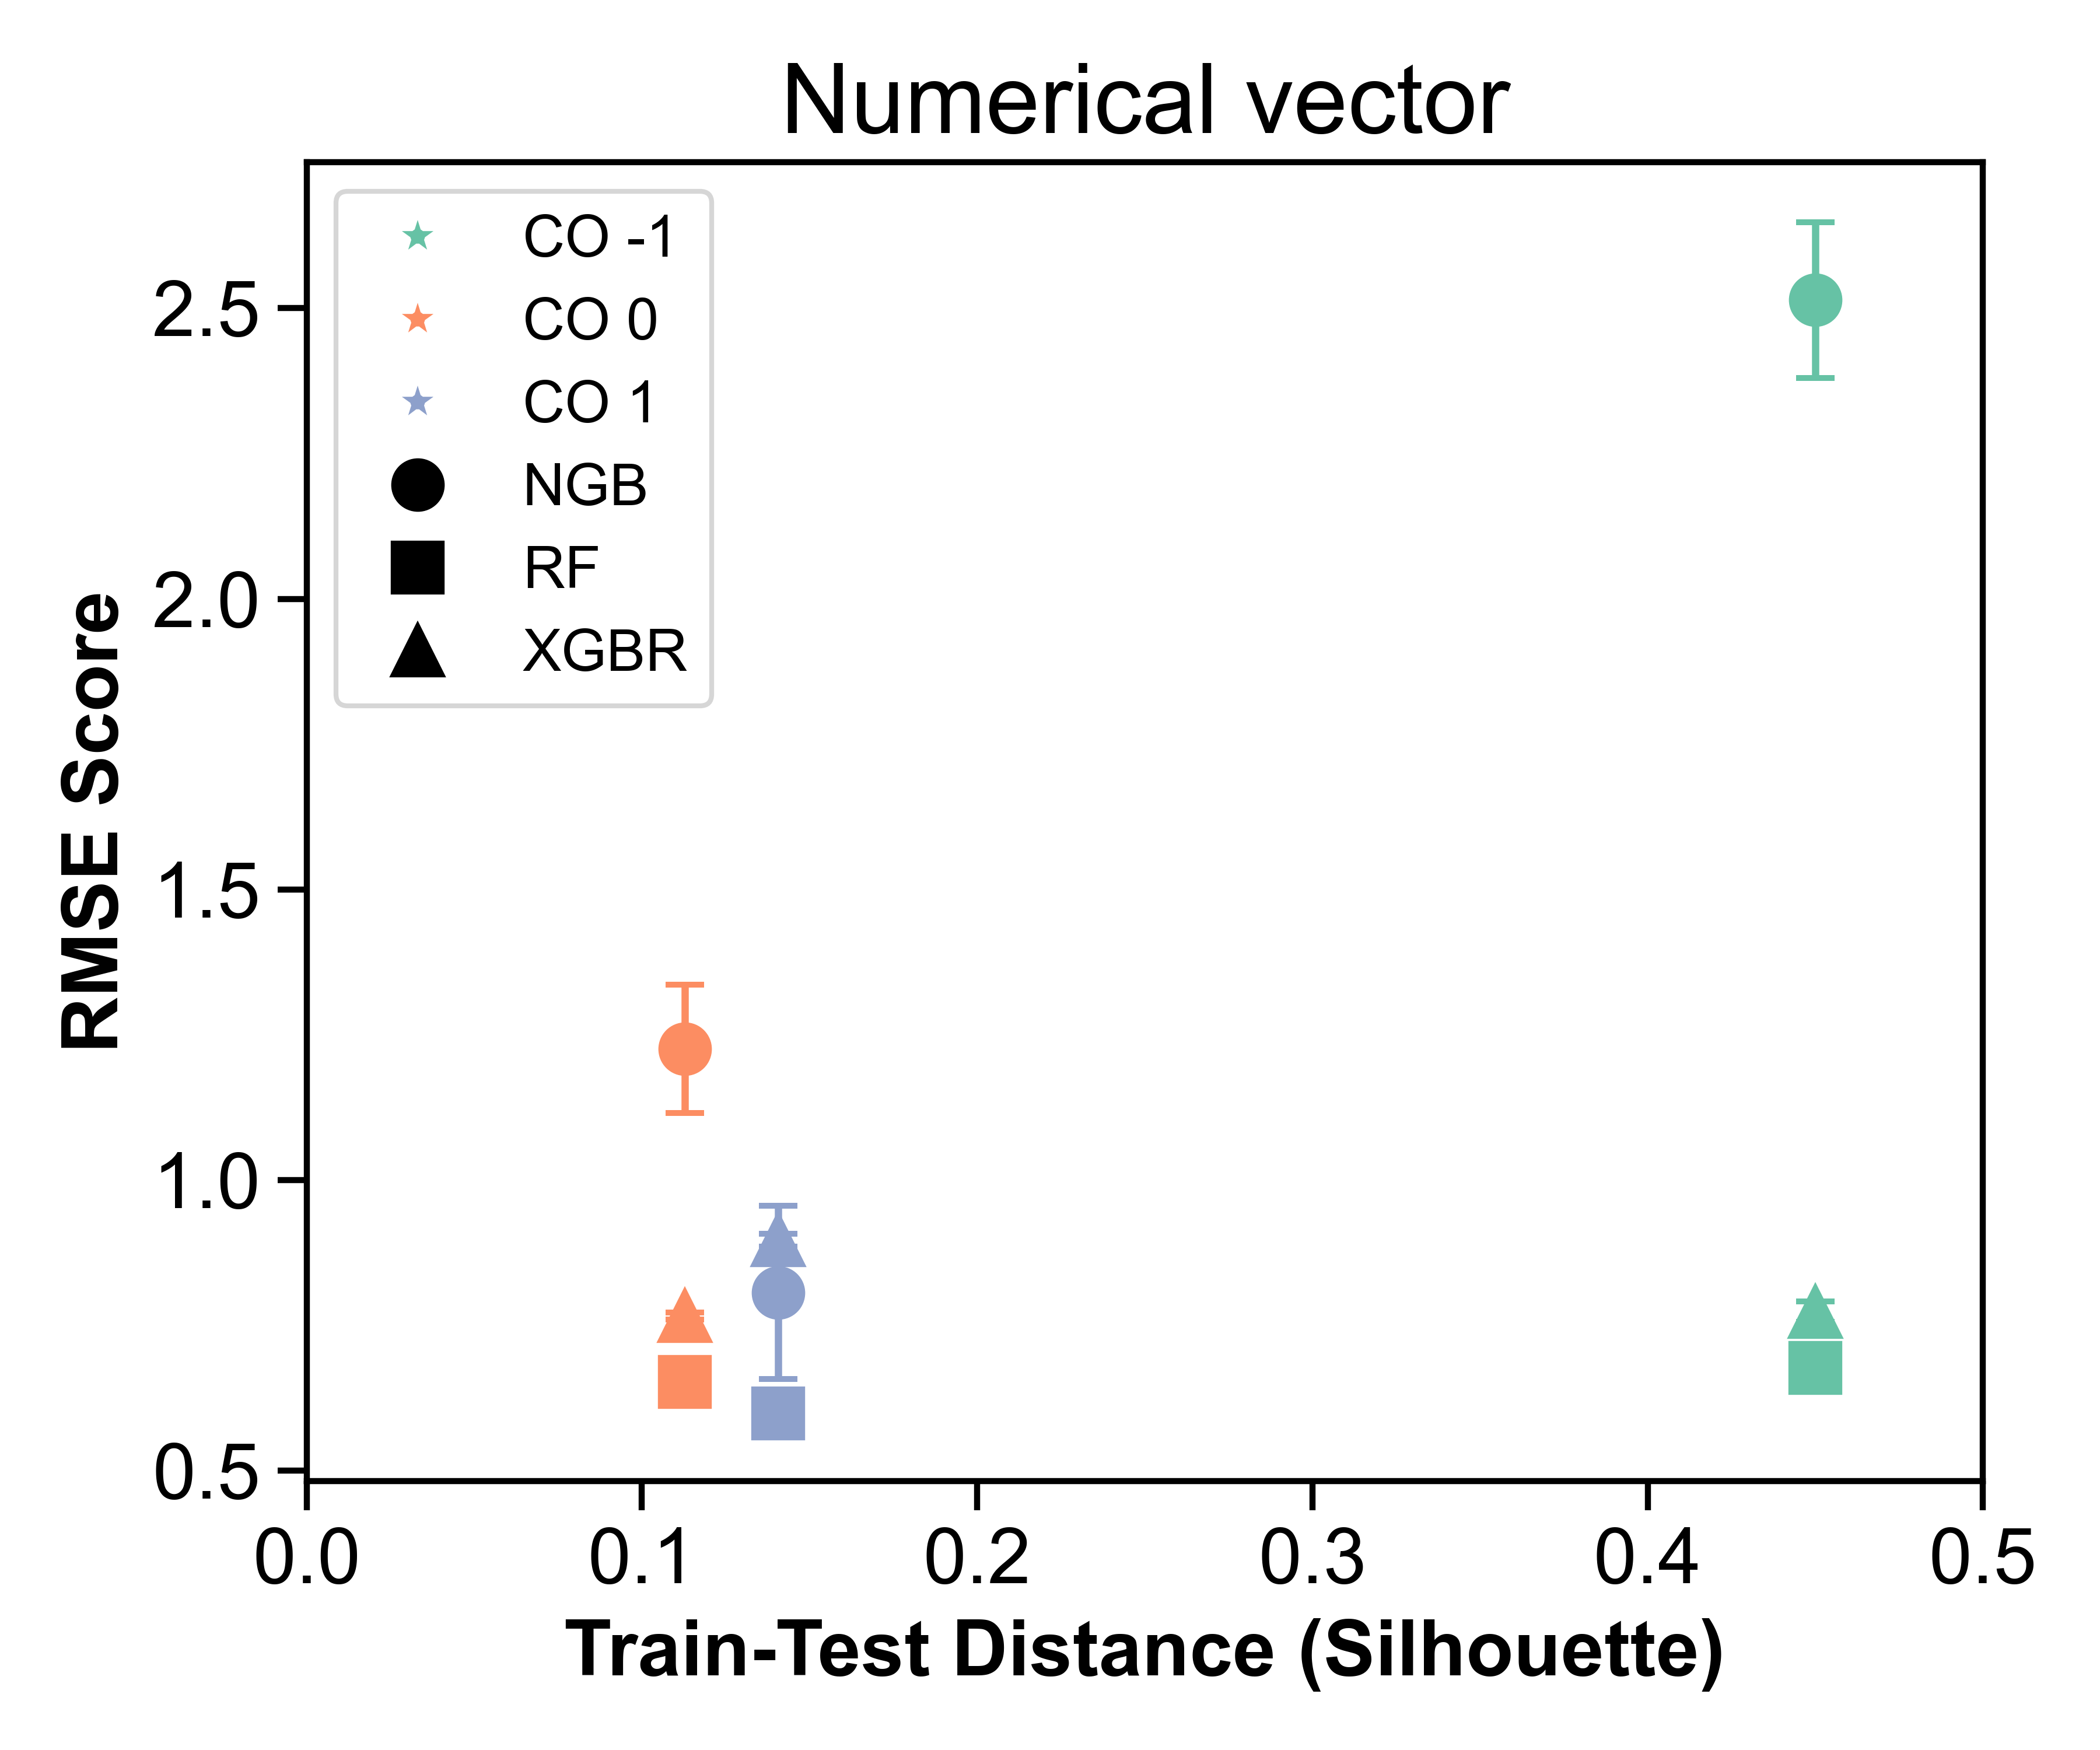 Numerical vector
CO -1
CO 0
CO 1
NGB
RF
XGBR
RMSE Score
2.5
2.0
1.5
1.0
0.5
0.0 0.1 0.2 0.3 0.4 0.5
Train-Test Distance (Silhouette)